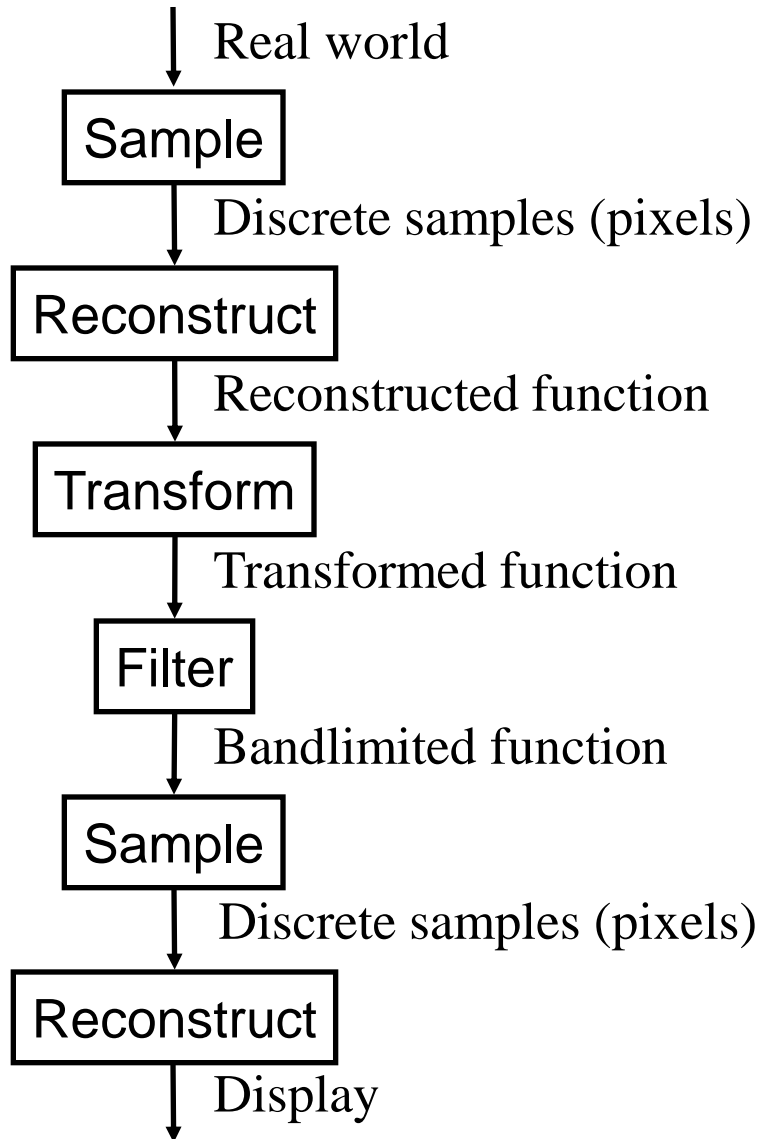 Real world
Sample
Discrete samples (pixels)
Reconstruct
Reconstructed function
Transform
Transformed function
Filter
Bandlimited function
Sample
Discrete samples (pixels)
Reconstruct
Display